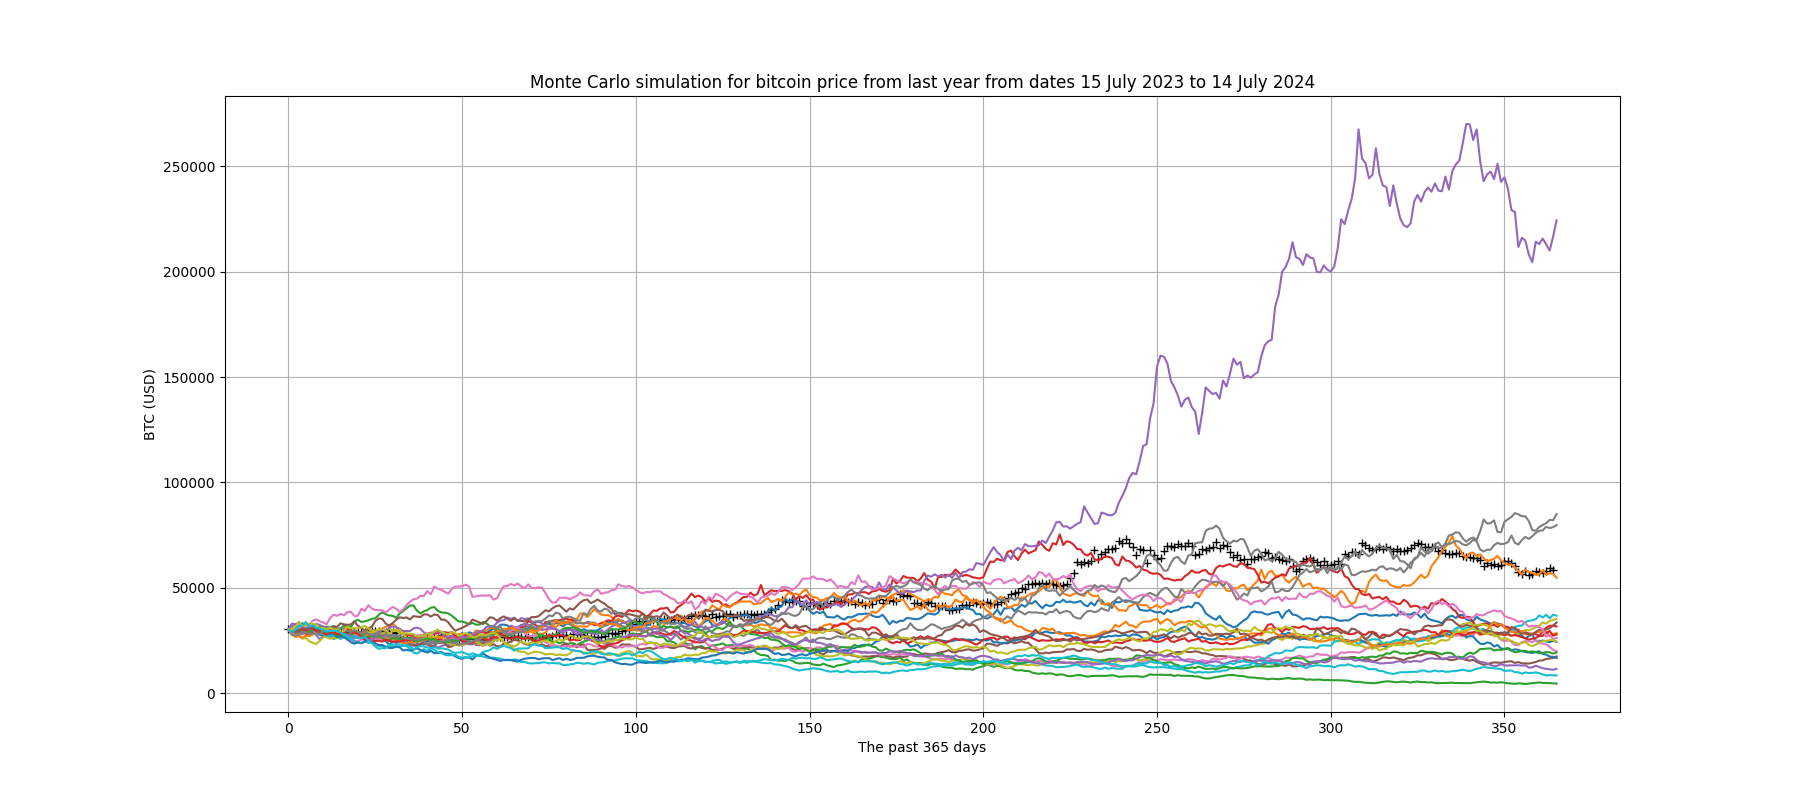 Monte Carlo simulation for bitcoin price from last year from dates 15 July 2023 to 14 July 2024
250000
200000
150000
100000
50000
0
BTC (USD)
0 50 100 150 200 250 300 350
The past 365 days